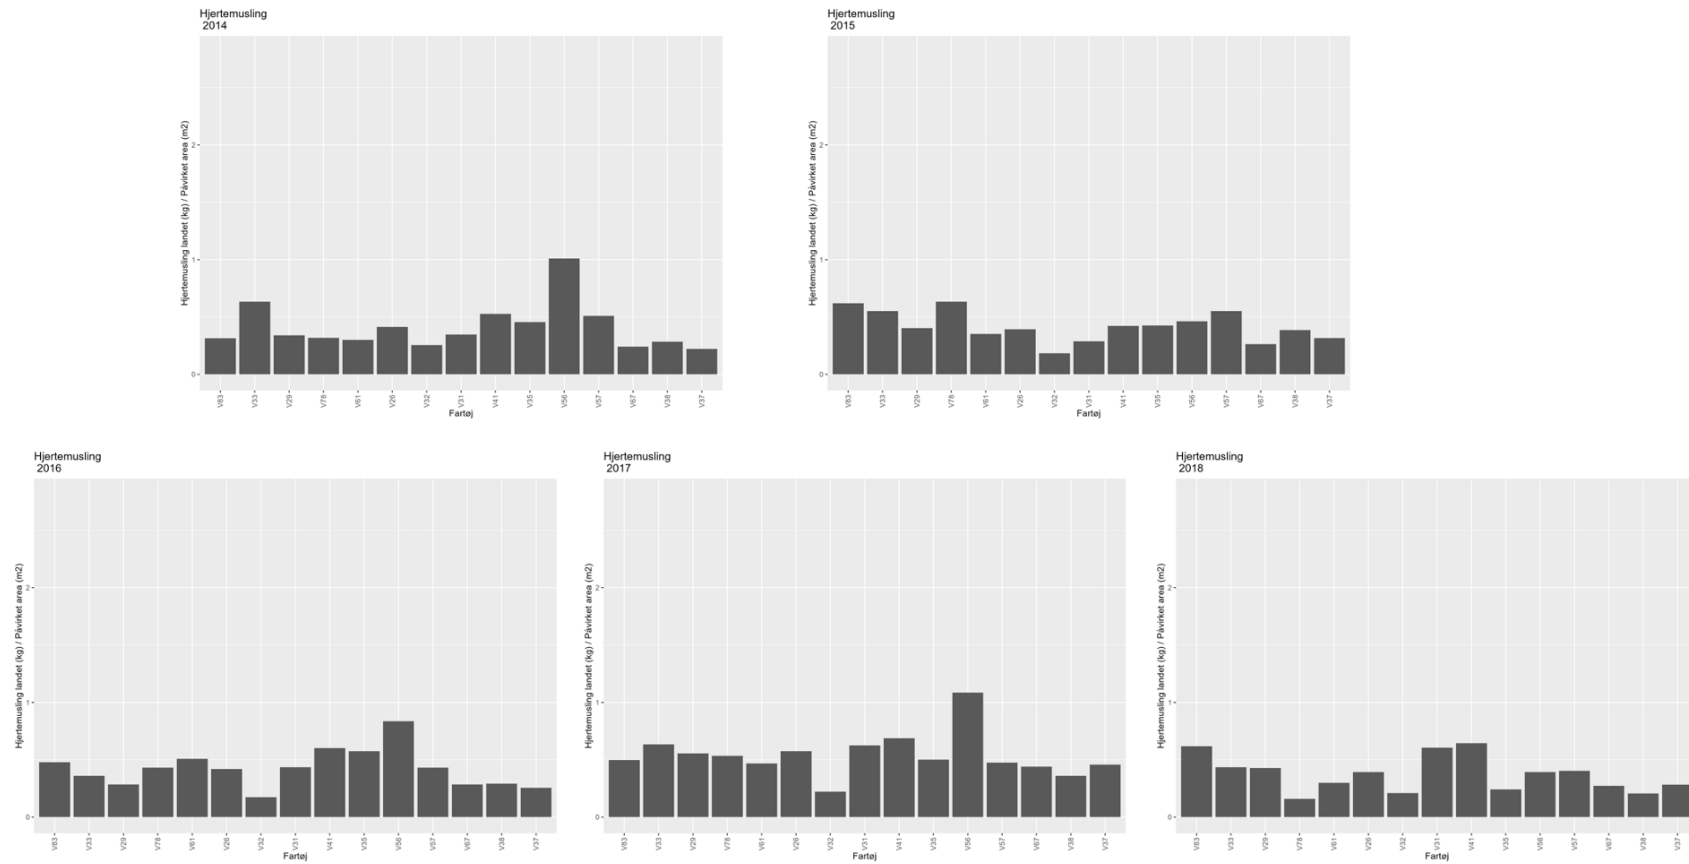 Hjertemusling
2014
Hjertemusling landet (kg) / Påvirket area (m2)
2
1
0
V83 V33 V29 V78 V61 V26 V32 V31 V41 V35 V56 V57 V67 V38 V37
Fartøj
Hjertemusling
2015
Hjertemusling landet (kg) / Påvirket area (m2)
2
1
0
V83 V33 V29 V78 V61 V26 V32 V31 V41 V35 V56 V57 V67 V38 V37
Fartøj
Hjertemusling
2016
Hjertemusling landet (kg) / Påvirket area (m2)
2
1
0
V83 V33 V29 V78 V61 V26 V32 V31 V41 V35 V56 V57 V67 V38 V37
Fartøj
Hjertemusling
2017
Hjertemusling landet (kg) / Påvirket area (m2)
2
1
0
V83 V33 V29 V78 V61 V26 V32 V31 V41 V35 V56 V57 V67 V38 V37
Fartøj
Hjertemusling
2018
Hjertemusling landet (kg) / Påvirket area (m2)
2
1
0
V83 V33 V29 V78 V61 V26 V32 V31 V41 V35 V56 V57 V67 V38 V37
Fartøj